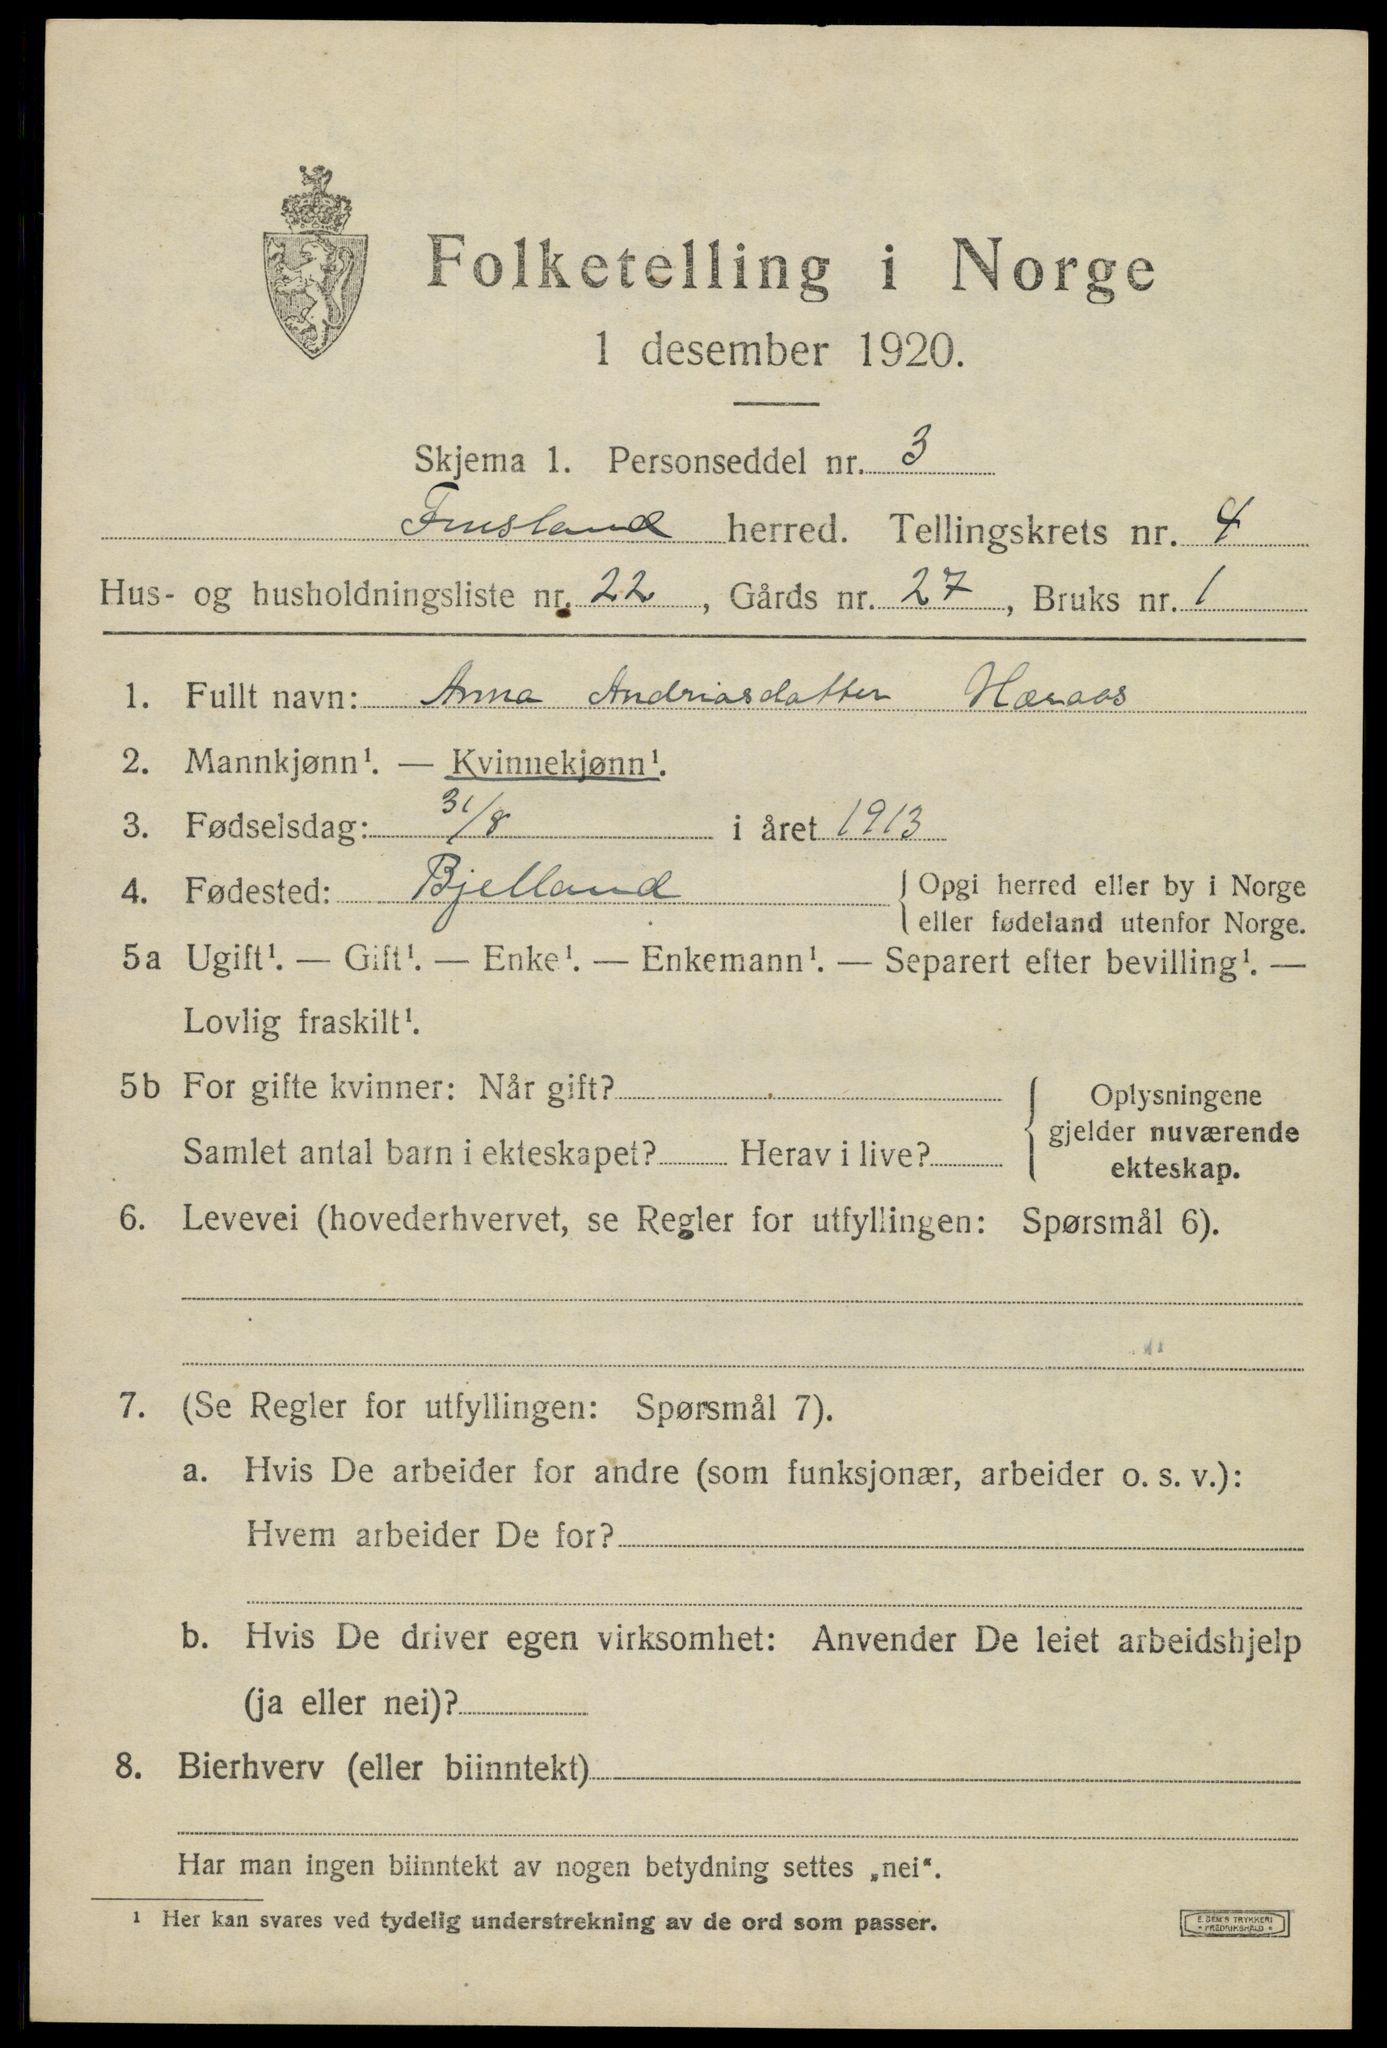 Folketelling i Norge
1 desember 1920.
Skjema 1. Personseddel nr. 3
Finsland herred. Tellingskrets nr. 4
Hus- og husholdningsliste nr. 22, Gårds nr. 27, Bruks nr. 1
1. Fullt navn: Anna Andriasdatter Høraas
2. Mannkjønn¹. — Kvinnekjønn¹.
3. Fødselsdag: 31/8 i året 1913
4. Fødested: Bjelland { Opgi herred eller by i Norge
eller fødeland utenfor Norge.
5a Ugift¹. — Gift¹. — Enke¹. — Enkemann¹. — Separert efter bevilling¹. —
Lovlig fraskilt¹.
5b For gifte kvinner: Når gift?
Samlet antal barn i ekteskapet? Herav i live?
Oplysningene
gjelder nuværende
ekteskap.
6. Levevei (hovederhvervet, se Regler for utfyllingen: Spørsmål 6).
7. (Se Regler for utfyllingen: Spørsmål 7).
a. Hvis De arbeider for andre (som funksjonær, arbeider o. s. v.):
Hvem arbeider De for?
b. Hvis De driver egen virksomhet: Anvender De leiet arbeidshjelp
(ja eller nei)?
8. Bierhverv (eller biinntekt)
Har man ingen biinntekt av nogen betydning settes „nei“.
¹ Her kan svares ved tydelig understrekning av de ord som passer.
E. SEM'S TRYKKERI
FREDRIKSHALD